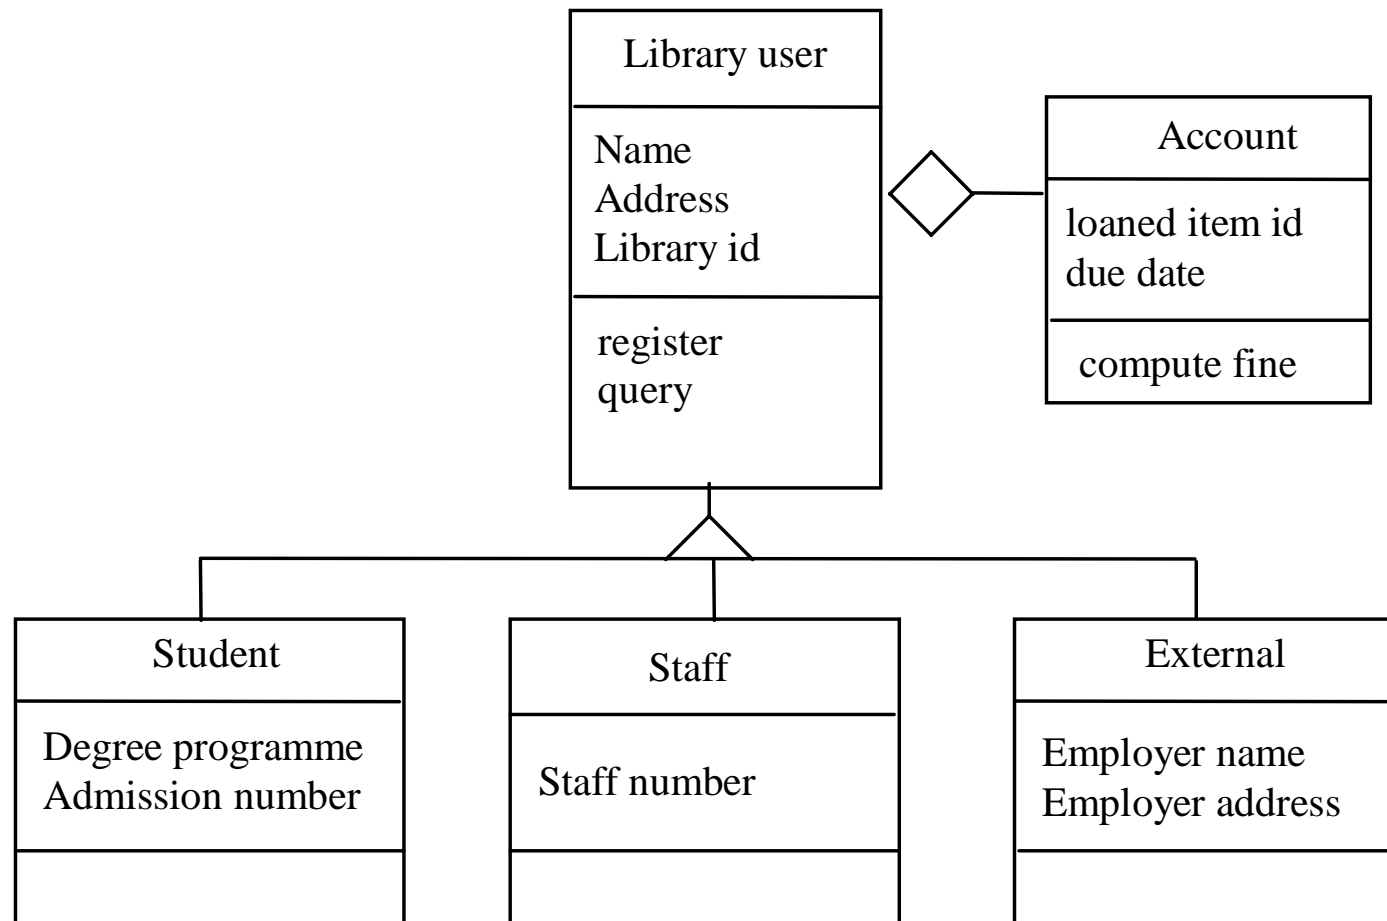 Library user
Name
Address
Library id
register
query
Account
loaned item id
due date
compute fine
Student
Degree programme
Admission number
Staff
Staff number
External
Employer name
Employer address